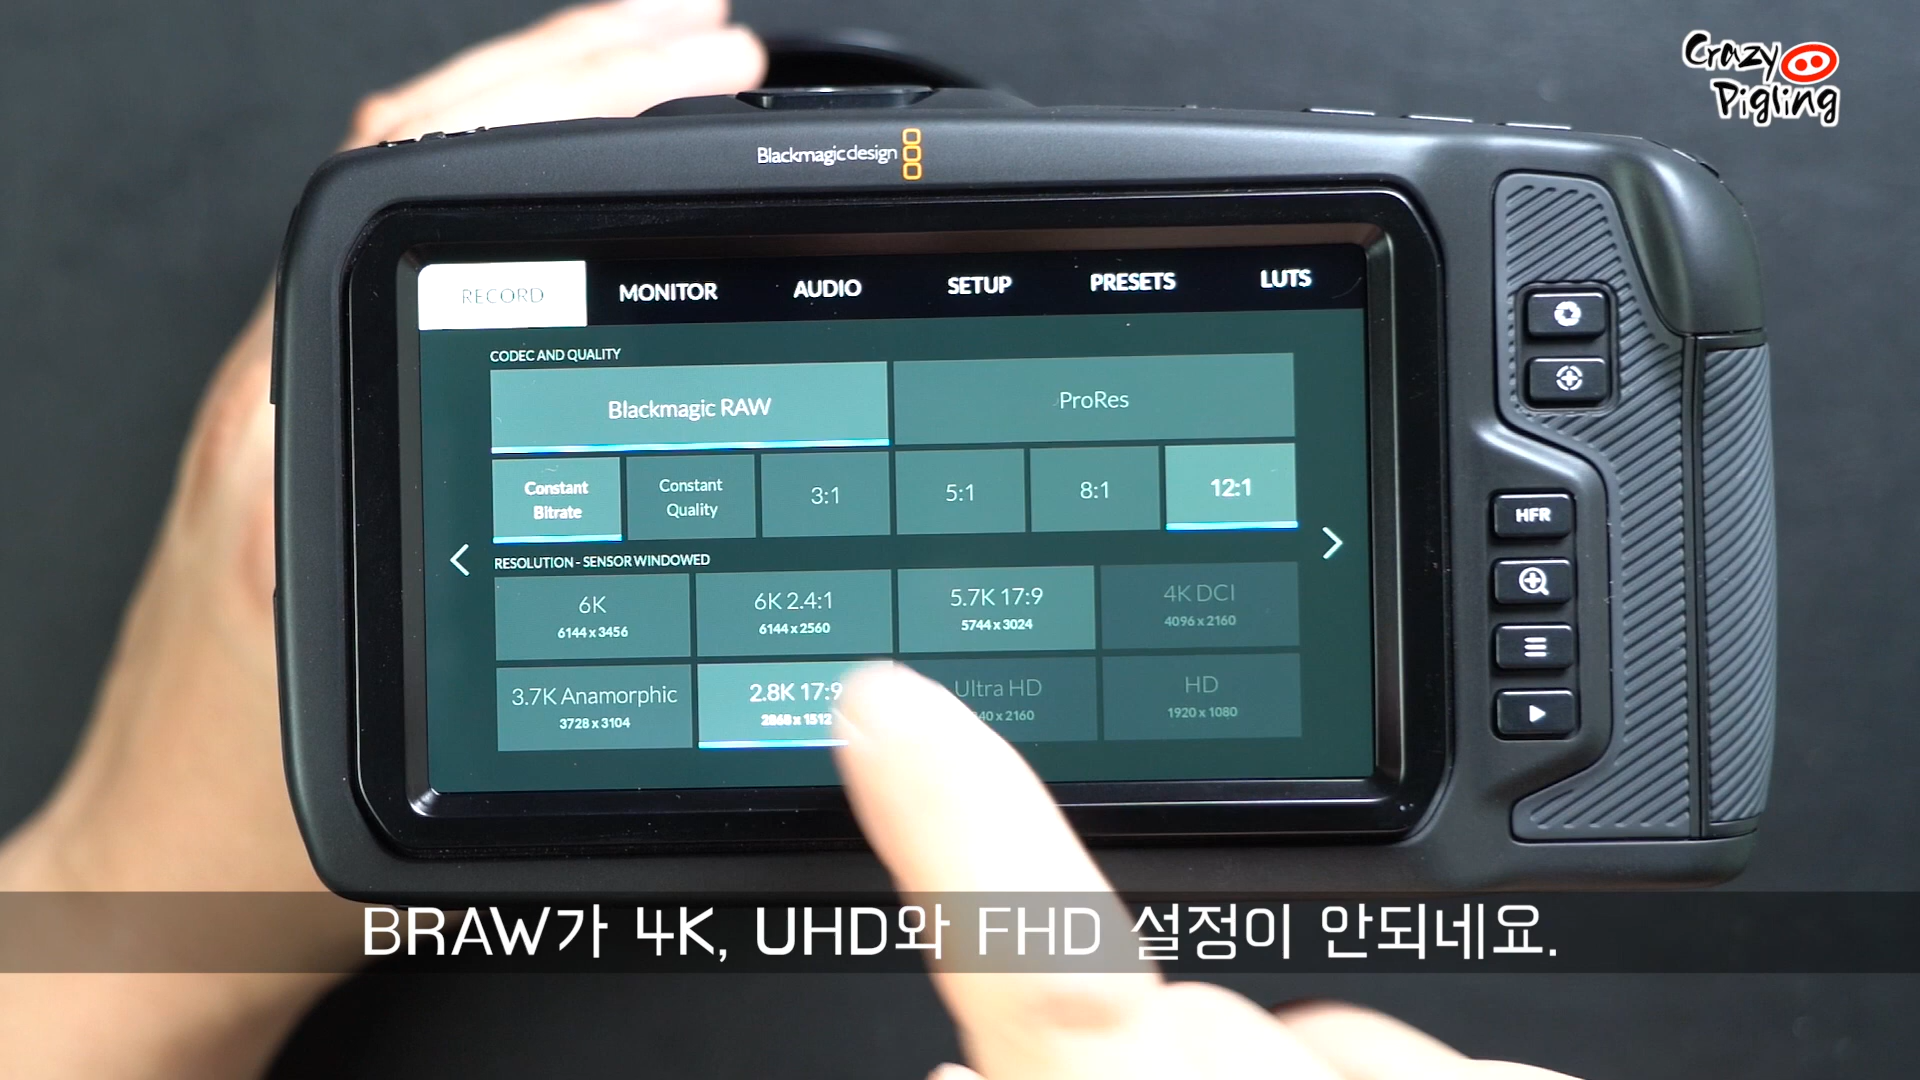 Crazy
Pigling
Blackmagicdesign
RECORD MONITOR AUDIO SETUP PRESETS LUTS
CODEC AND QUALITY
Blackmagic RAW ProRes
Constant Bitrate Constant Quality 3:1 5:1 8:1 12:1
RESOLUTION - SENSOR WINDOWED
6K 6K 2.4:1 5.7K 17:9 4K DCI
6144 x 3456 6144 x 2560 5744 x 3024 4096 x 2160
3.7K Anamorphic 2.8K 17:9 Ultra HD HD
3728 x 3104 2868 x 1512 40 x 2160 1920 x 1080
HFR
BRAW가 4K, UHD와 FHD 설정이 안되네요.